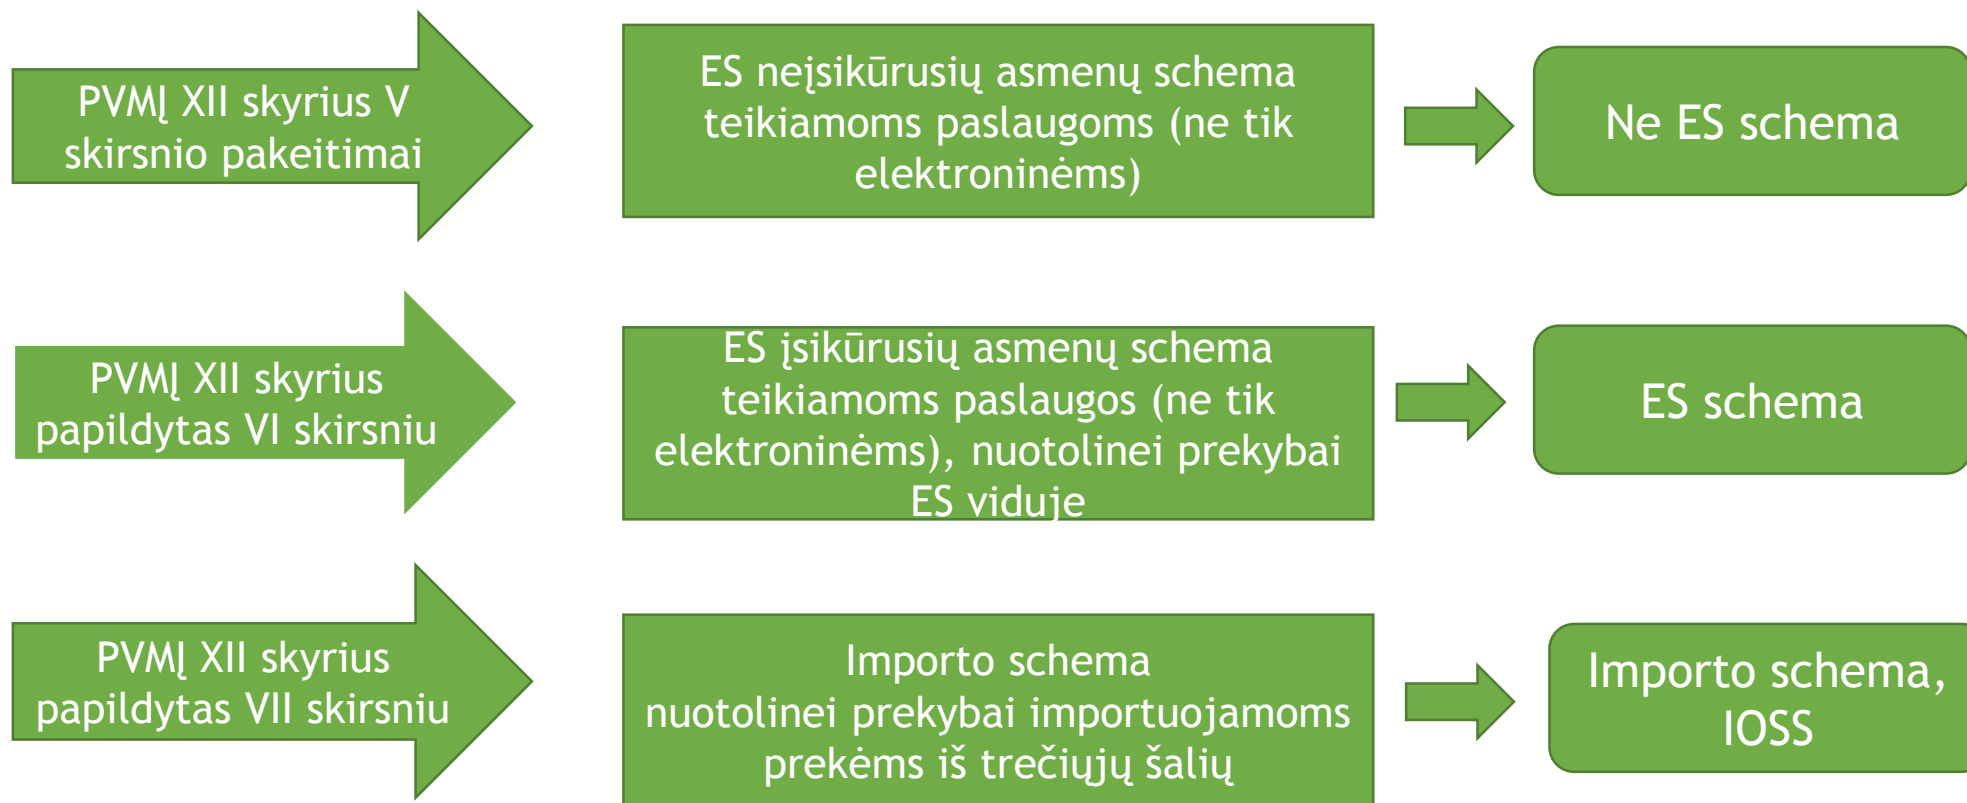 PVMĮ XII skyrius V
skirsnio pakeitimai
ES neįsikūrusių asmenų schema
teikiamoms paslaugoms (ne tik
elektroninėms)
Ne ES schema
PVMĮ XII skyrius
papildytas VI skirsniu
ES įsikūrusių asmenų schema
teikiamoms paslaugos (ne tik
elektroninėms), nuotolinei prekybai
ES viduje
ES schema
PVMĮ XII skyrius
papildytas VII skirsniu
Importo schema
nuotolinei prekybai importuojamoms
prekėms iš trečiųjų šalių
Importo schema,
IOSS